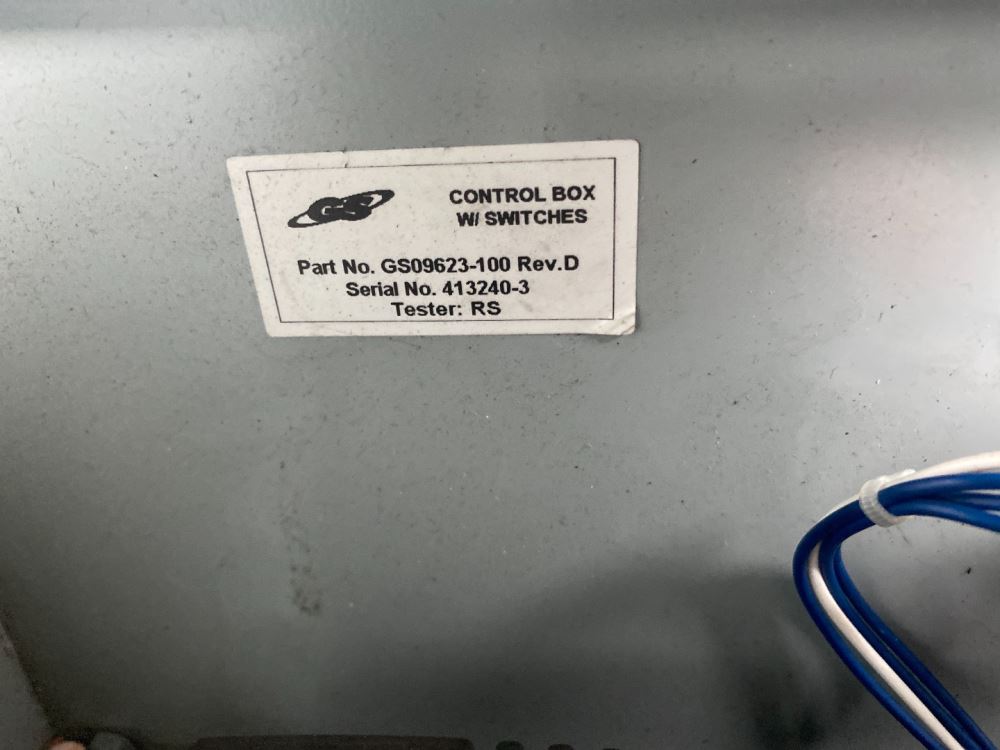 GS
CONTROL BOX
W/ SWITCHES
Part No. GS09623-100 Rev.D
Serial No. 413240-3
Tester: RS